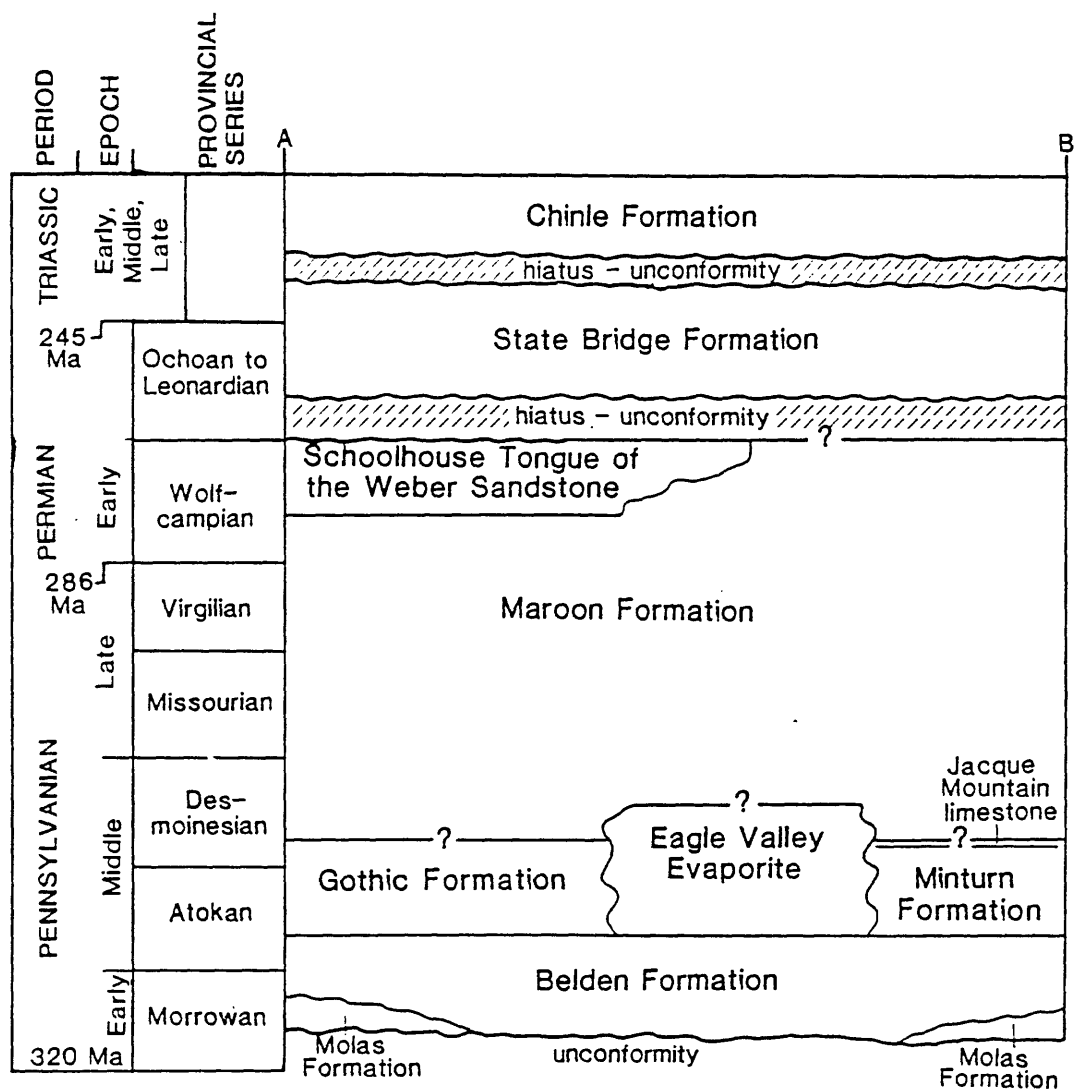 PERIOD
EPOCH
PROVINCIAL
SERIES
A
B
TRIASSIC
Early,
Middle,
Late
Chinle Formation
hiatus - unconformity
245
Ma
Ochoan to
Leonardian
State Bridge Formation
hiatus - unconformity
?
PERMIAN
Early
Wolf-
campian
Schoolhouse Tongue of
the Weber Sandstone
286
Ma
Virgilian
Maroon Formation
Late
Missourian
PENNSYLVANIAN
Middle
Des-
moinesian
Jacque
Mountain
limestone
?
?
?
Eagle Valley
Evaporite
Gothic Formation
Minturn
Formation
Atokan
Belden Formation
Early
Morrowan
Molas
Formation
unconformity
Molas
Formation
320 Ma